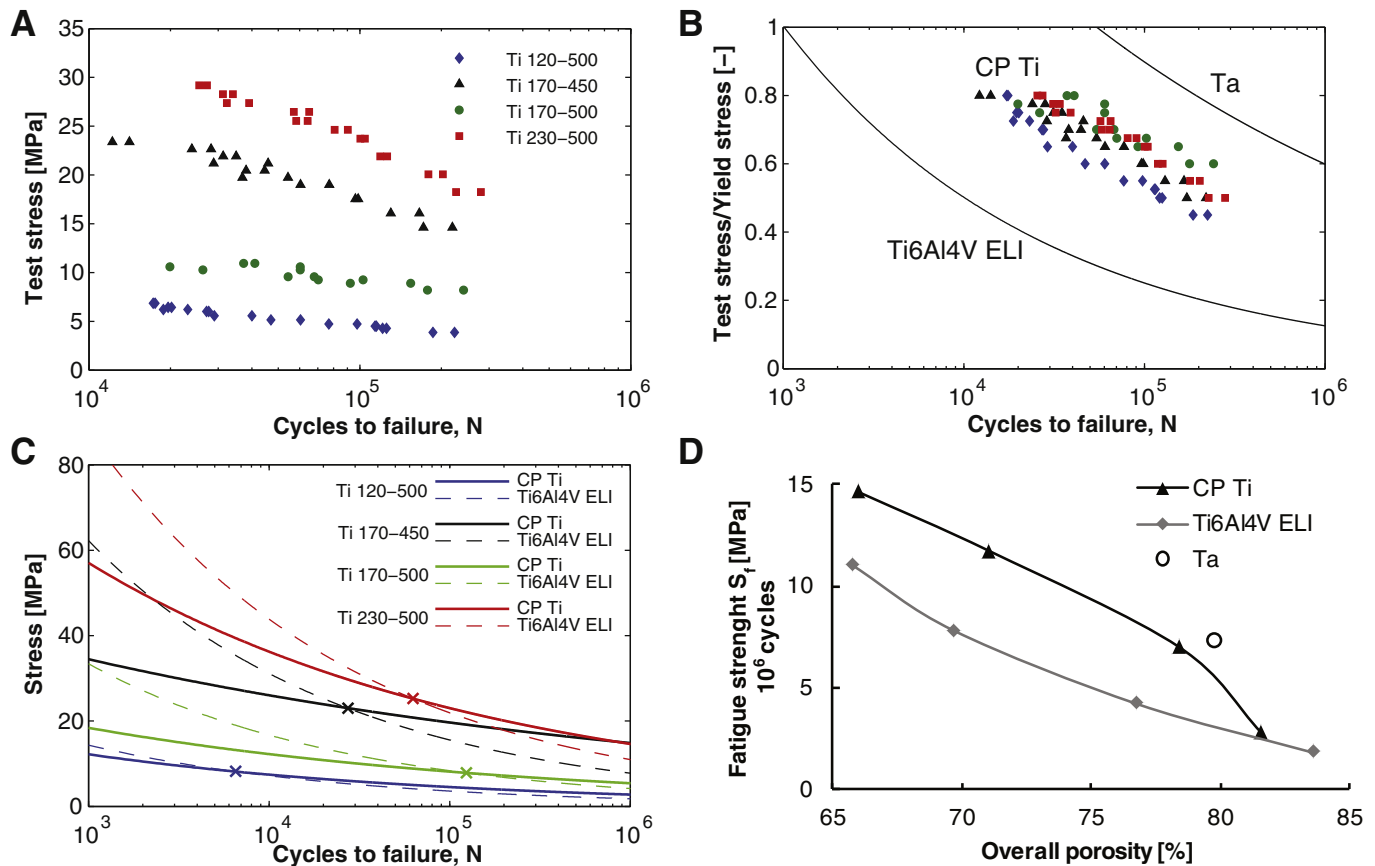 A
35
30
25
20
15
10
5
0
Test stress [MPa]
Ti 120–500
Ti 170–450
Ti 170–500
Ti 230–500
10^4
10^5
10^6
Cycles to failure, N
B
1
0.8
0.6
0.4
0.2
0
Test stress/Yield stress [–]
CP Ti
Ta
Ti6Al4V ELI
10^3
10^4
10^5
10^6
Cycles to failure, N
C
80
60
40
20
0
Stress [MPa]
Ti 120–500
CP Ti
Ti6Al4V ELI
Ti 170–450
CP Ti
Ti6Al4V ELI
Ti 170–500
CP Ti
Ti6Al4V ELI
Ti 230–500
CP Ti
Ti6Al4V ELI
10^3
10^4
10^5
10^6
Cycles to failure, N
D
15
10
5
0
Fatigue strenght S_f [MPa]
10^6 cycles
CP Ti
Ti6Al4V ELI
Ta
65
70
75
80
85
Overall porosity [%]